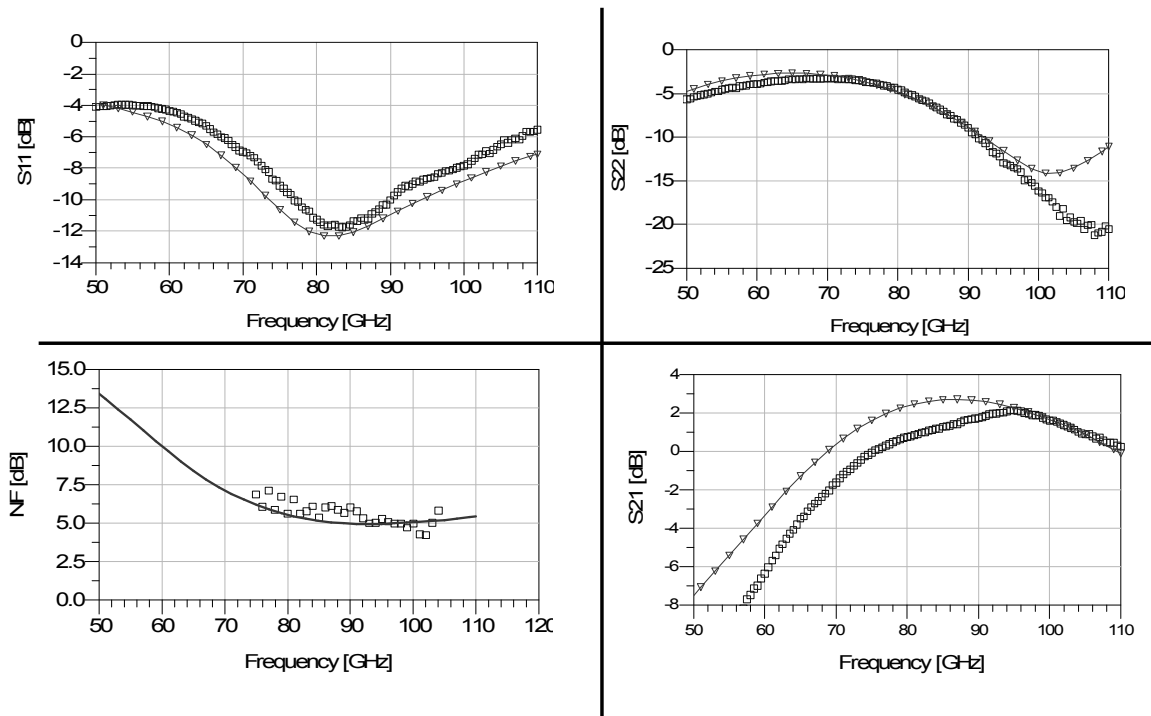 S11 [dB]
0
-2
-4
-6
-8
-10
-12
-14
50 60 70 80 90 100 110
Frequency [GHz]
S22 [dB]
0
-5
-10
-15
-20
-25
50 60 70 80 90 100 110
Frequency [GHz]
NF [dB]
15.0
12.5
10.0
7.5
5.0
2.5
0.0
50 60 70 80 90 100 110 120
Frequency [GHz]
S21 [dB]
4
2
0
-2
-4
-6
-8
50 60 70 80 90 100 110
Frequency [GHz]